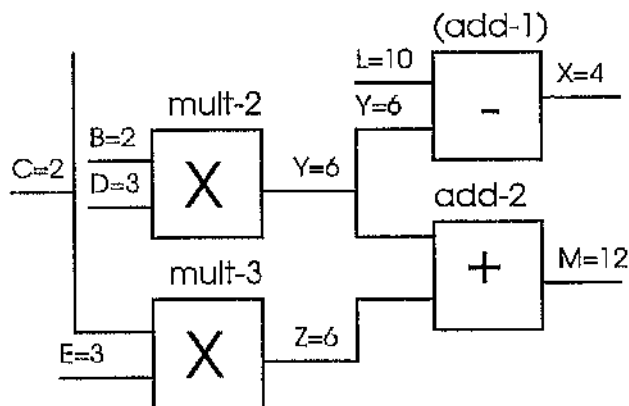 (add-1)
L=10
X=4
mult-2
Y=6
-
B=2
C=2
D=3
X
Y=6
add-2
mult-3
+
M=12
E=3
X
Z=6